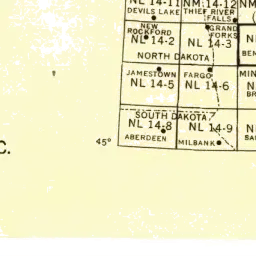 NL 14-11 NM 14-12 NM
DEVILS LAKE THIEF RIVER
FALLS
NEW
ROCKFORD
NL 14-2
GRAND
FORKS
NL 14-3
NORTH DAKOTA
JAMESTOWN
NL 14-5
FARGO
NL 14-6
SOUTH DAKOTA
NL 14-8
ABERDEEN
NL 14-9
MILBANK
45°
C.